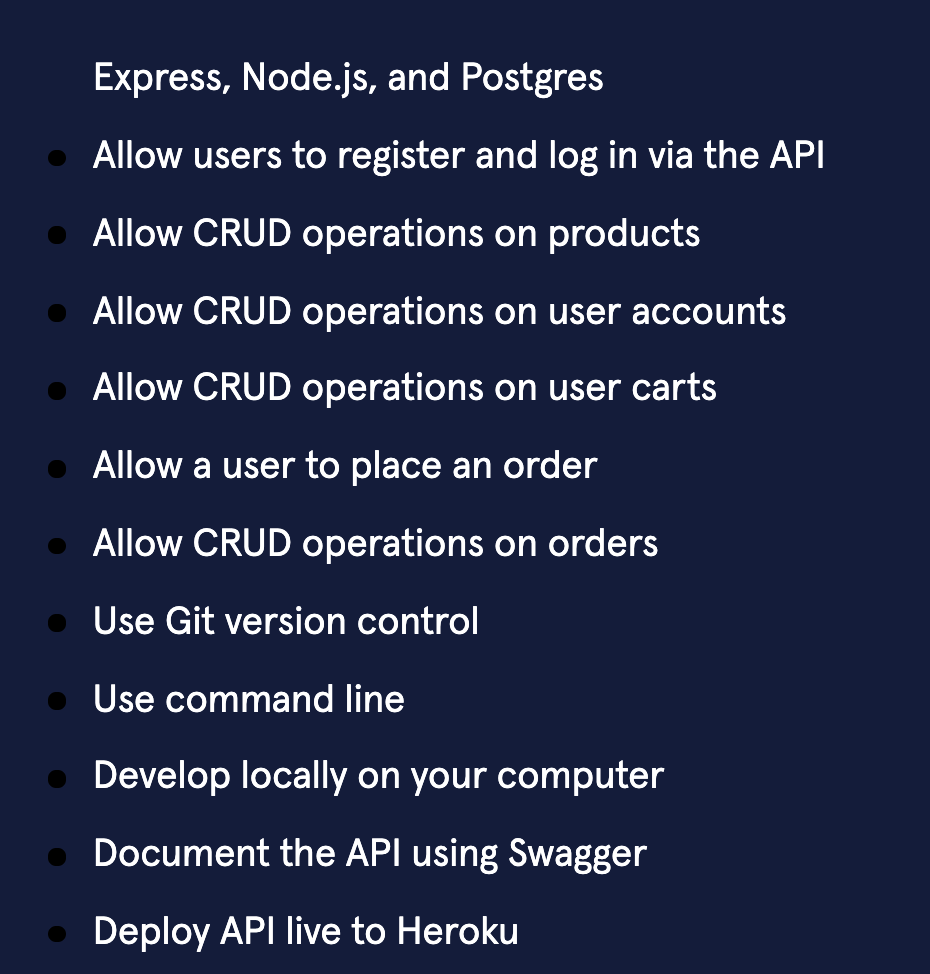 Express, Node.js, and Postgres
Allow users to register and log in via the API
Allow CRUD operations on products
Allow CRUD operations on user accounts
Allow CRUD operations on user carts
Allow a user to place an order
Allow CRUD operations on orders
Use Git version control
Use command line
Develop locally on your computer
Document the API using Swagger
Deploy API live to Heroku